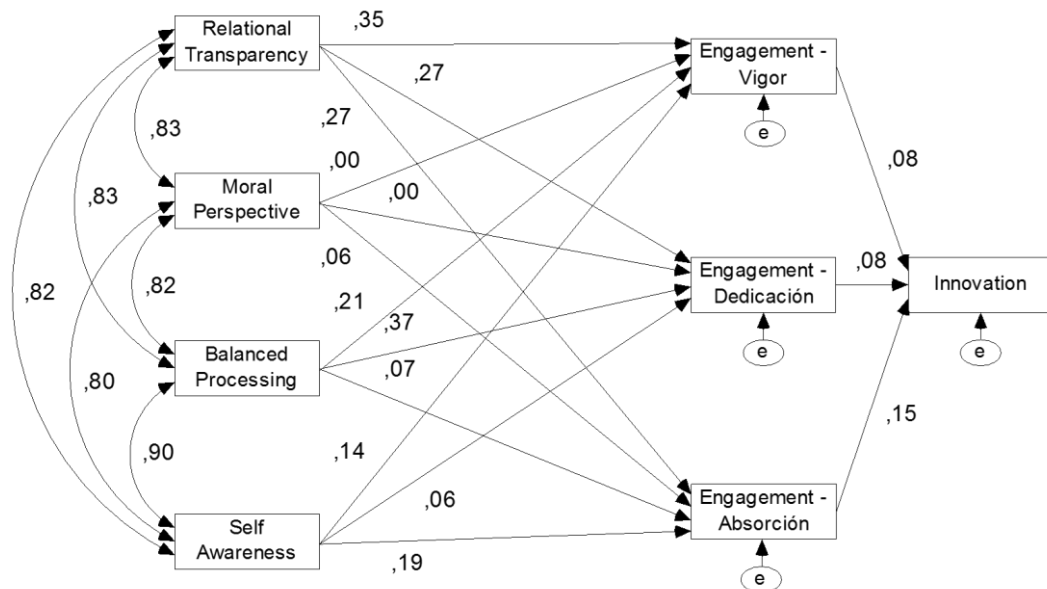 Relational
Transparency
,35
Engagement -
Vigor
,27
e
,83
,27
,08
,00
Moral
Perspective
,00
,83
,06
Engagement -
Dedicación
,08
Innovation
,82
,82
,21
,37
e
e
Balanced
Processing
,07
,80
,15
,90
,14
,06
Engagement -
Absorción
Self
Awareness
,19
e